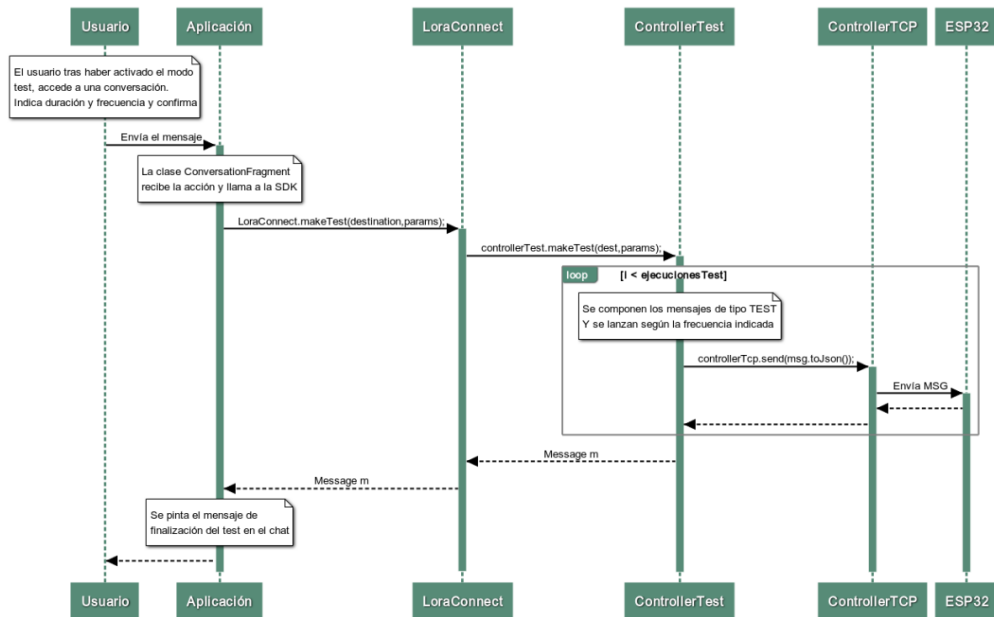 Usuario
Aplicación
LoraConnect
ControllerTest
ControllerTCP
ESP32
El usuario tras haber activado el modo
test, accede a una conversación.
Indica duración y frecuencia y confirma
Envía el mensaje
La clase ConversationFragment
recibe la acción y llama a la SDK
LoraConnect.makeTest(destination,params);
controllerTest.makeTest(dest,params);
loop
[i < ejecucionesTest]
Se componen los mensajes de tipo TEST
Y se lanzan según la frecuencia indicada
controllerTcp.send(msg.toJson());
Envía MSG
Message m
Message m
Se pinta el mensaje de
finalización del test en el chat
Usuario
Aplicación
LoraConnect
ControllerTest
ControllerTCP
ESP32